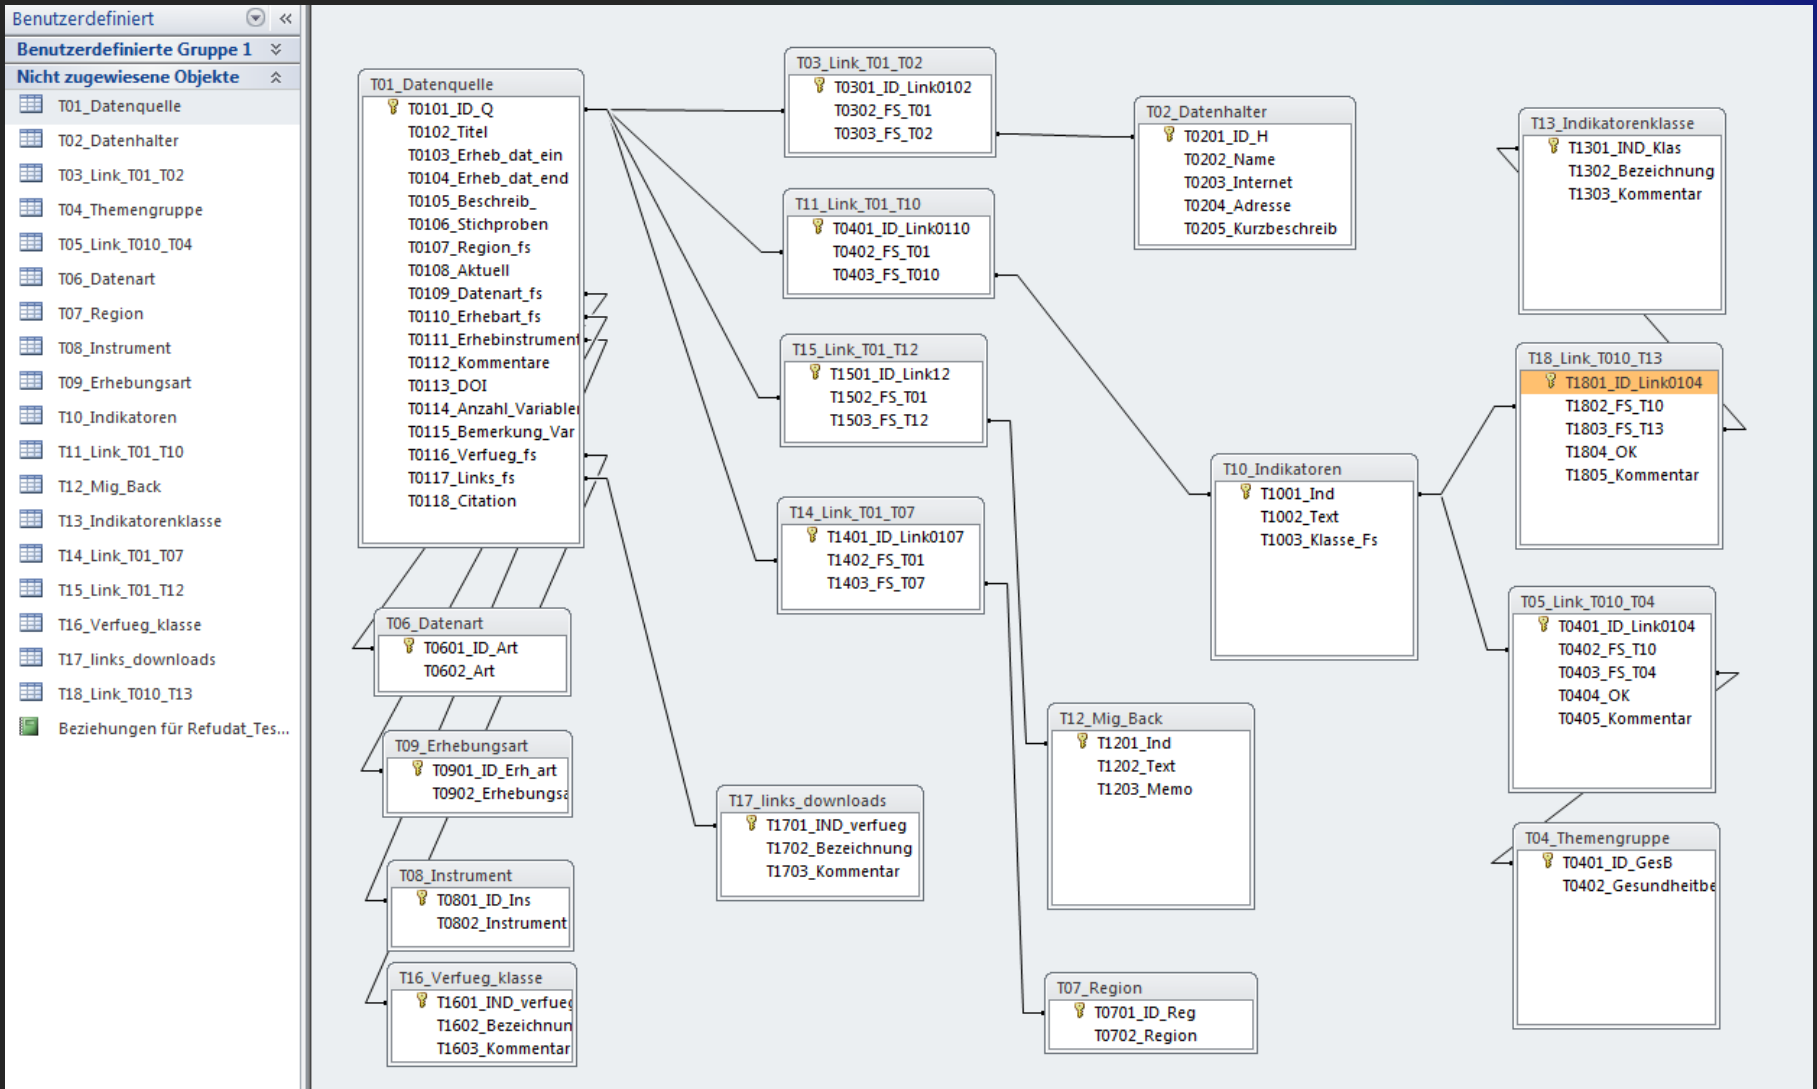 Benutzerdefiniert
Benutzerdefinierte Gruppe 1
Nicht zugewiesene Objekte
T01_Datenquelle
T02_Datenhalter
T03_Link_T01_T02
T04_Themengruppe
T05_Link_T010_T04
T06_Datenart
T07_Region
T08_Instrument
T09_Erhebungsart
T10_Indikatoren
T11_Link_T01_T10
T12_Mig_Back
T13_Indikatorenklasse
T14_Link_T01_T07
T15_Link_T01_T12
T16_Verfueg_klasse
T17_links_downloads
T18_Link_T010_T13
Beziehungen für Refudat_Tes...
T01_Datenquelle
T0101_ID_Q
T0102_Titel
T0103_Erheb_dat_ein
T0104_Erheb_dat_end
T0105_Beschreib_
T0106_Stichproben
T0107_Region_fs
T0108_Aktuell
T0109_Datenart_fs
T0110_Erhebart_fs
T0111_Erhebinstrument
T0112_Kommentare
T0113_DOI
T0114_Anzahl_Variable
T0115_Bemerkung_Var
T0116_Verfueg_fs
T0117_Links_fs
T0118_Citation
T06_Datenart
T0601_ID_Art
T0602_Art
T09_Erhebungsart
T0901_ID_Erh_art
T0902_Erhebungsa
T08_Instrument
T0801_ID_Ins
T0802_Instrument
T16_Verfueg_klasse
T1601_IND_verfueg
T1602_Bezeichnun
T1603_Kommentar
T03_Link_T01_T02
T0301_ID_Link0102
T0302_FS_T01
T0303_FS_T02
T11_Link_T01_T10
T0401_ID_Link0110
T0402_FS_T01
T0403_FS_T010
T15_Link_T01_T12
T1501_ID_Link12
T1502_FS_T01
T1503_FS_T12
T14_Link_T01_T07
T1401_ID_Link0107
T1402_FS_T01
T1403_FS_T07
T17_links_downloads
T1701_IND_verfueg
T1702_Bezeichnung
T1703_Kommentar
T02_Datenhalter
T0201_ID_H
T0202_Name
T0203_Internet
T0204_Adresse
T0205_Kurzbeschreib
T10_Indikatoren
T1001_Ind
T1002_Text
T1003_Klasse_Fs
T12_Mig_Back
T1201_Ind
T1202_Text
T1203_Memo
T07_Region
T0701_ID_Reg
T0702_Region
T13_Indikatorenklasse
T1301_IND_Klas
T1302_Bezeichnung
T1303_Kommentar
T18_Link_T010_T13
T1801_ID_Link0104
T1802_FS_T10
T1803_FS_T13
T1804_OK
T1805_Kommentar
T05_Link_T010_T04
T0401_ID_Link0104
T0402_FS_T10
T0403_FS_T04
T0404_OK
T0405_Kommentar
T04_Themengruppe
T0401_ID_GesB
T0402_Gesundheitbe